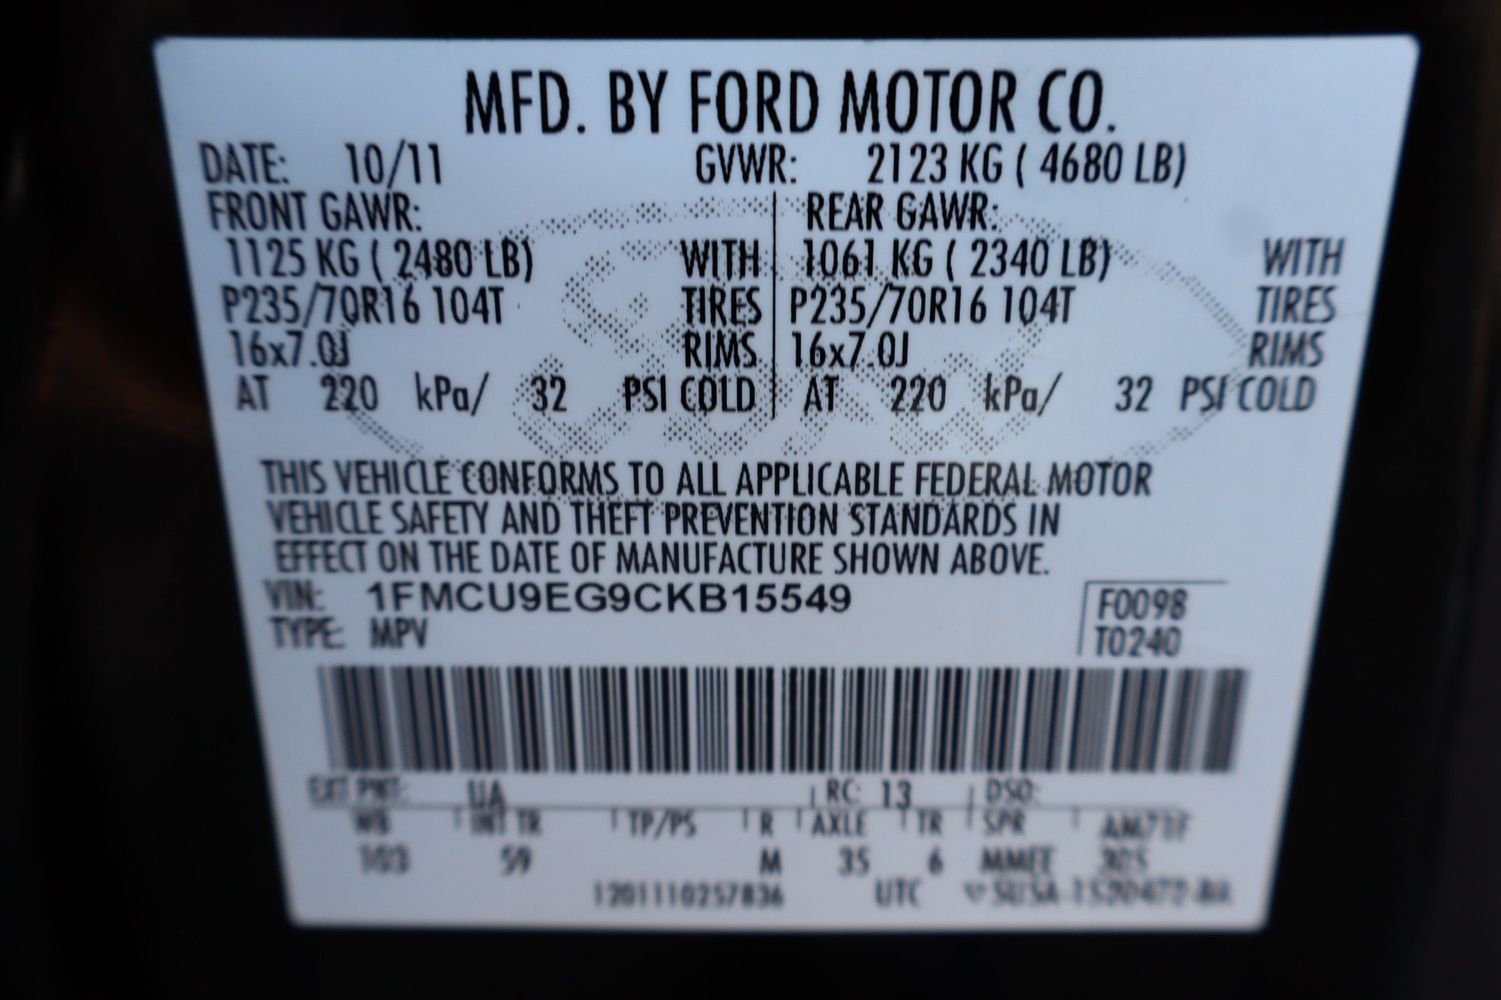 MFD. BY FORD MOTOR CO.
DATE: 10/11 GVWR: 2123 KG ( 4680 LB)
FRONT GAWR: REAR GAWR:
1125 KG ( 2480 LB) WITH 1061 KG ( 2340 LB) WITH
P235/70R16 104T TIRES P235/70R16 104T TIRES
16x7.0J RIMS 16x7.0J RIMS
AT 220 kPa/ 32 PSI COLD AT 220 kPa/ 32 PSI COLD
THIS VEHICLE CONFORMS TO ALL APPLICABLE FEDERAL MOTOR
VEHICLE SAFETY AND THEFT PREVENTION STANDARDS IN
EFFECT ON THE DATE OF MANUFACTURE SHOWN ABOVE.
VIN: 1FMCU9EG9CKB15549 F0098
TYPE: MPV T0240
EXT PNT: UA RC: 13 DSO:
WB INT TR TP/PS R AXLE TR SPR
103 59 M 35 6 MMEE 305
1201110257836 UTC